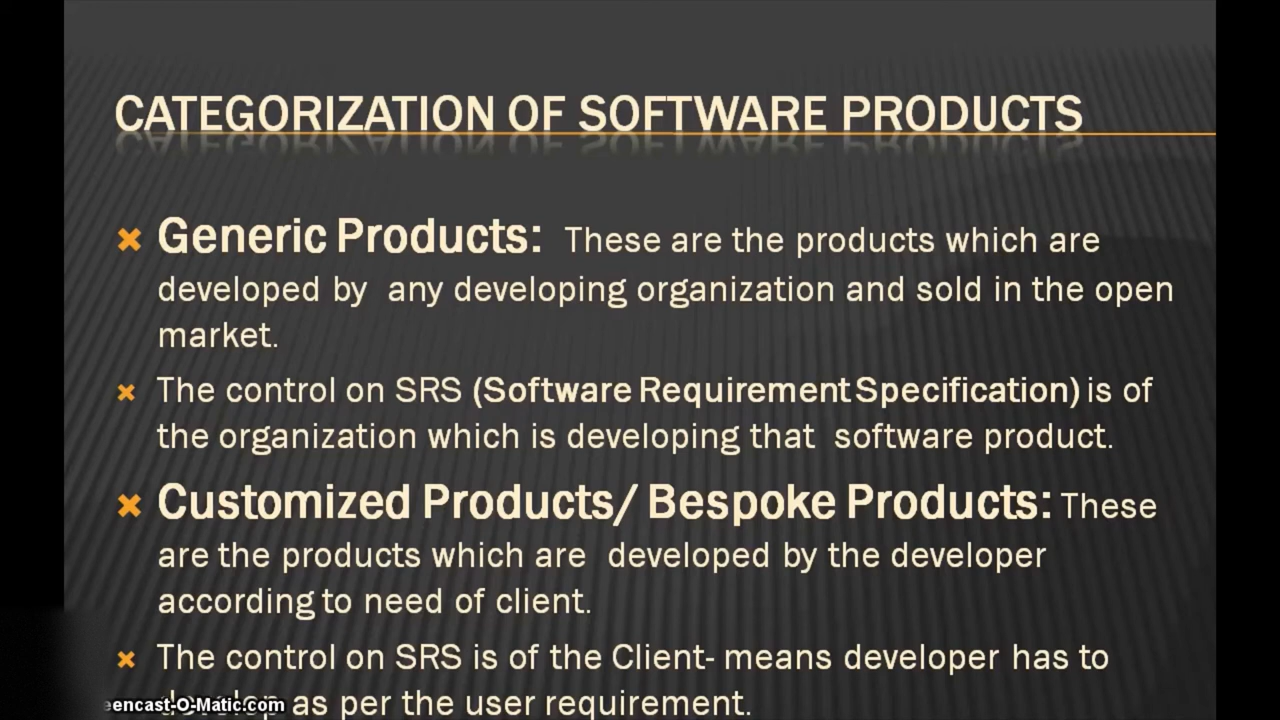 CATEGORIZATION OF SOFTWARE PRODUCTS
Generic Products: These are the products which are
developed by any developing organization and sold in the open
market.
The control on SRS (Software Requirement Specification) is of
the organization which is developing that software product.
Customized Products/ Bespoke Products: These
are the products which are developed by the developer
according to need of client.
The control on SRS is of the Client- means developer has to
develop as per the user requirement.
eencast-O-Matic.com